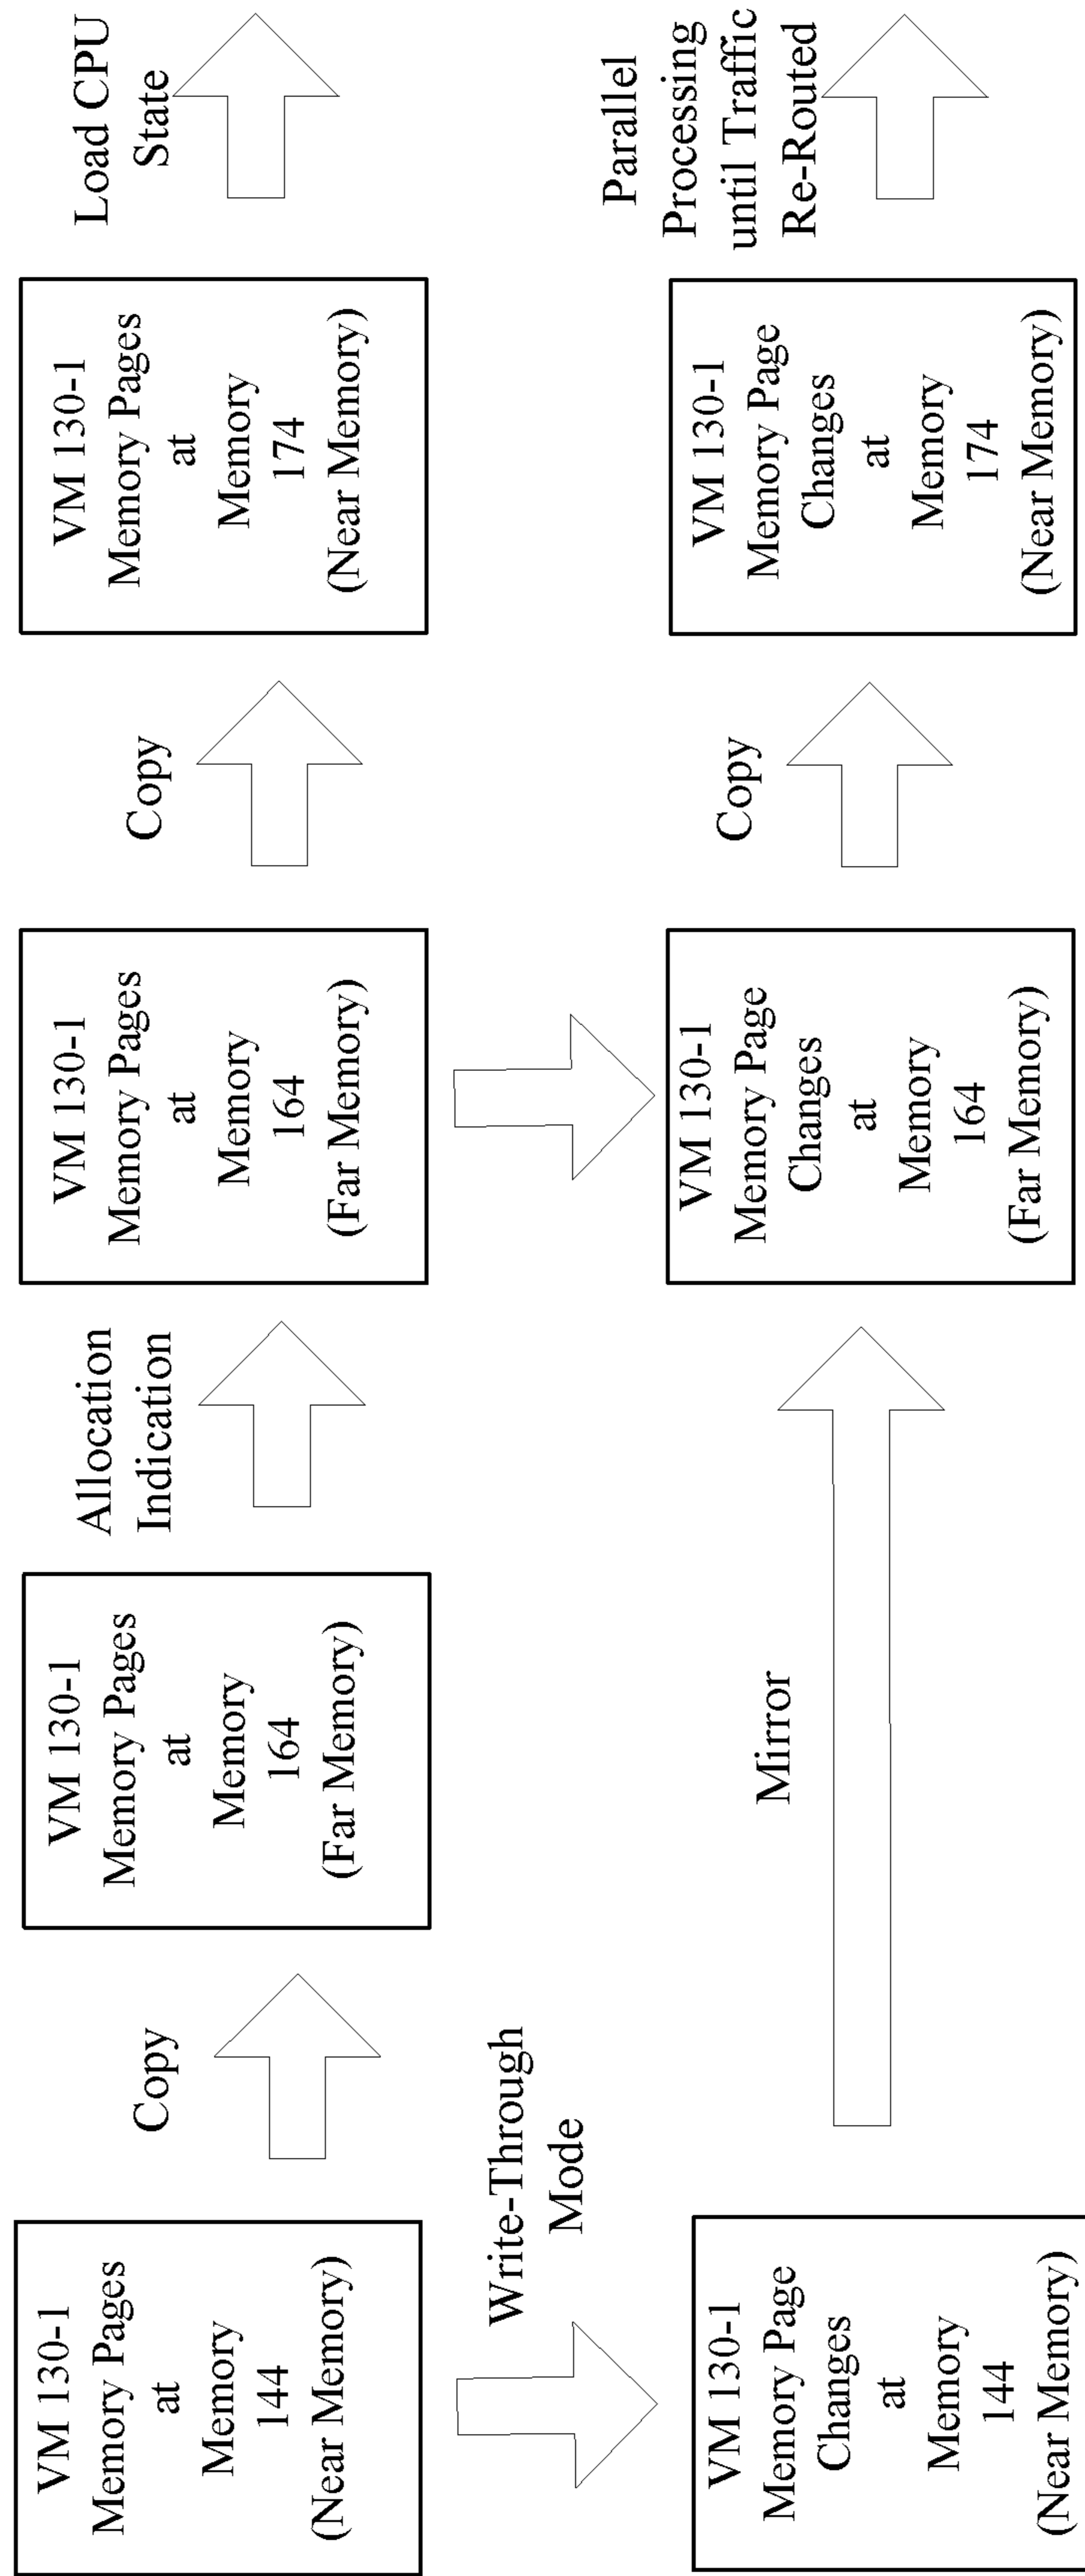 VM 130-1
Memory Pages
at
Memory
144
(Near Memory)
Copy
VM 130-1
Memory Pages
at
Memory
164
(Far Memory)
Allocation
Indication
VM 130-1
Memory Pages
at
Memory
164
(Far Memory)
Copy
VM 130-1
Memory Pages
at
Memory
174
(Near Memory)
Load CPU
State
Write-Through
Mode
VM 130-1
Memory Page
Changes
at
Memory
144
(Near Memory)
Mirror
VM 130-1
Memory Page
Changes
at
Memory
164
(Far Memory)
Copy
VM 130-1
Memory Page
Changes
at
Memory
174
(Near Memory)
Parallel
Processing
until Traffic
Re-Routed